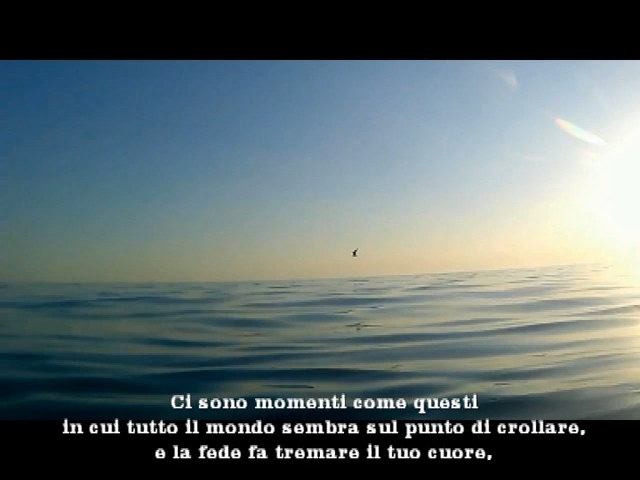 Ci sono momenti come questi
in cui tutto il mondo sembra sul punto di crollare,
e la fede fa tremare il tuo cuore,